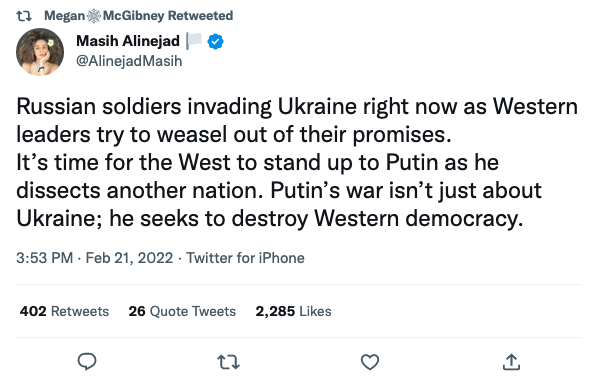 Megan🕸McGibney Retweeted
Masih Alinejad 🏳️
@AlinejadMasih
Russian soldiers invading Ukraine right now as Western
leaders try to weasel out of their promises.
It’s time for the West to stand up to Putin as he
dissects another nation. Putin’s war isn’t just about
Ukraine; he seeks to destroy Western democracy.
3:53 PM · Feb 21, 2022 · Twitter for iPhone
402 Retweets 26 Quote Tweets 2,285 Likes